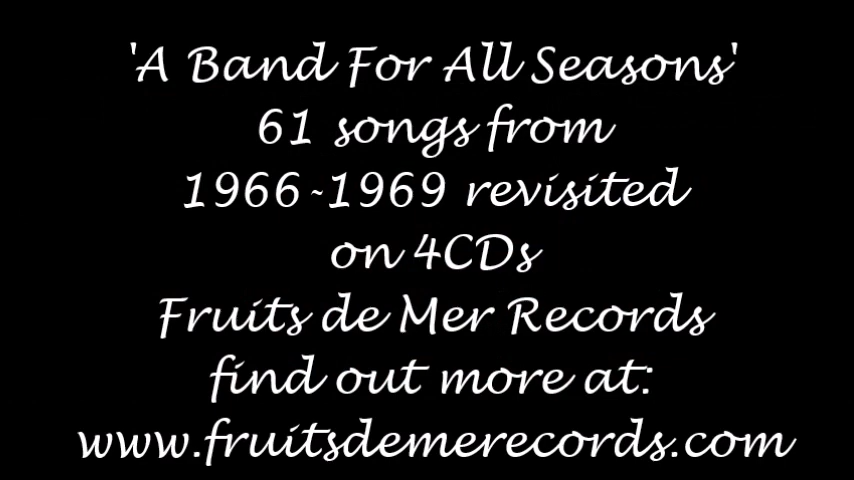 'A Band For All Seasons'
61 songs from
1966-1969 revisited
on 4CDs
Fruits de Mer Records
find out more at:
www.fruitsdemerecords.com